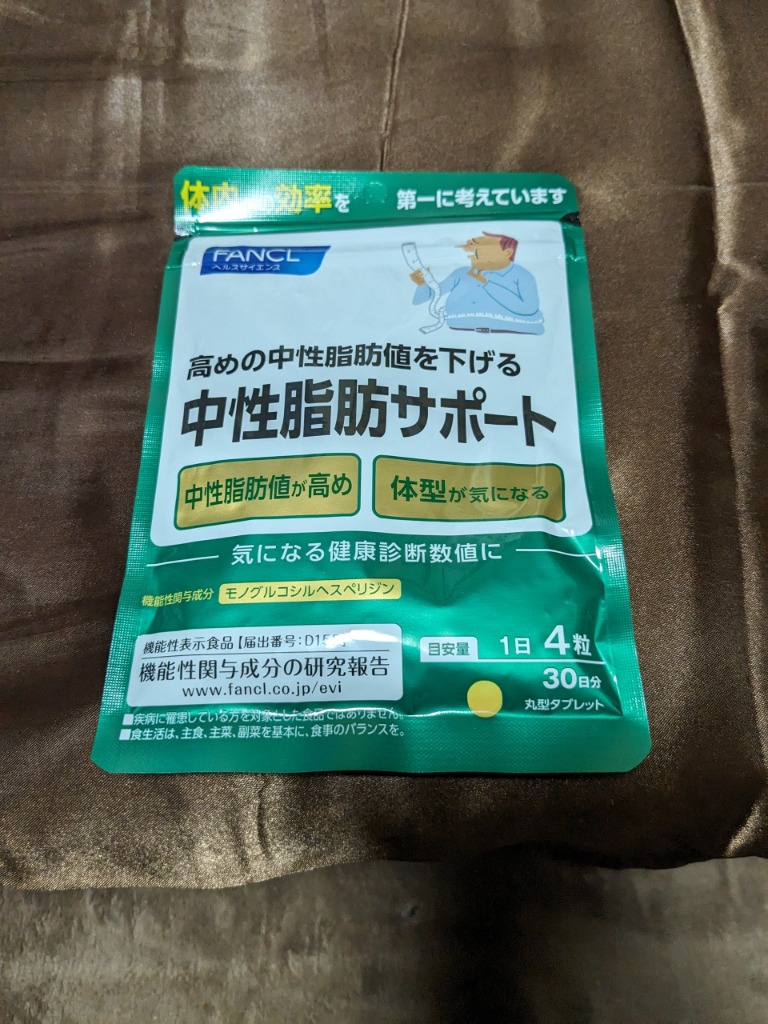 体内 効率を 第一に考えています
FANCL
ヘルスサイエンス
高めの中性脂肪値を下げる
中性脂肪サポート
中性脂肪値が高め 体型が気になる
気になる健康診断数値に
機能性関与成分 モノグルコシルヘスペリジン
機能性表示食品【届出番号:D18
機能性関与成分の研究報告
www.fancl.co.jp/evi
目安量 1日 4粒
30日分
丸型タブレット
■疾病に罹患している方を対象とした食品ではありません。
■食生活は、主食、主菜、副菜を基本に、食事のバランスを。